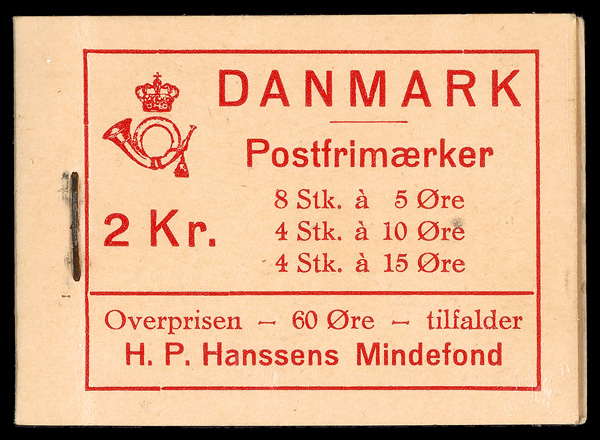 DANMARK
Postfrimærker
8 Stk. à 5 Øre
2 Kr.
4 Stk. à 10 Øre
4 Stk. à 15 Øre
Overprisen – 60 Øre – tilfalder
H. P. Hanssens Mindefond